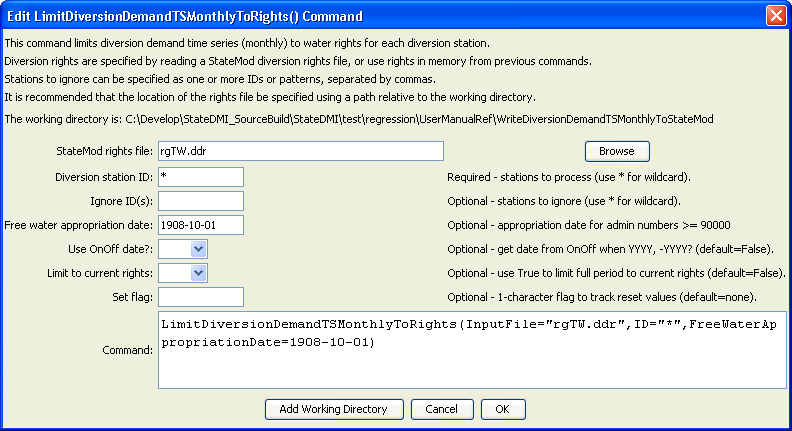 Edit LimitDiversionDemandTSMonthlyToRights() Command
This command limits diversion demand time series (monthly) to water rights for each diversion station.
Diversion rights are specified by reading a StateMod diversion rights file, or use rights in memory from previous commands.
Stations to ignore can be specified as one or more IDs or patterns, separated by commas.
It is recommended that the location of the rights file be specified using a path relative to the working directory.
The working directory is: C:\Develop\StateDMI_SourceBuild\StateDMI\test\regression\UserManualRef\WriteDiversionDemandTSMonthlyToStateMod
StateMod rights file: rgTW.ddr Browse
Diversion station ID: * Required - stations to process (use * for wildcard).
Ignore ID(s): Optional - stations to ignore (use * for wildcard).
Free water appropriation date: 1908-10-01 Optional - appropriation date for admin numbers >= 90000
Use OnOff date?: Optional - get date from OnOff when YYYY, -YYYY? (default=False).
Limit to current rights: Optional - use True to limit full period to current rights (default=False).
Set flag: Optional - 1-character flag to track reset values (default=none).
Command: LimitDiversionDemandTSMonthlyToRights(InputFile="rgTW.ddr",ID="*",FreeWaterAp
propriationDate=1908-10-01)
Add Working Directory Cancel OK